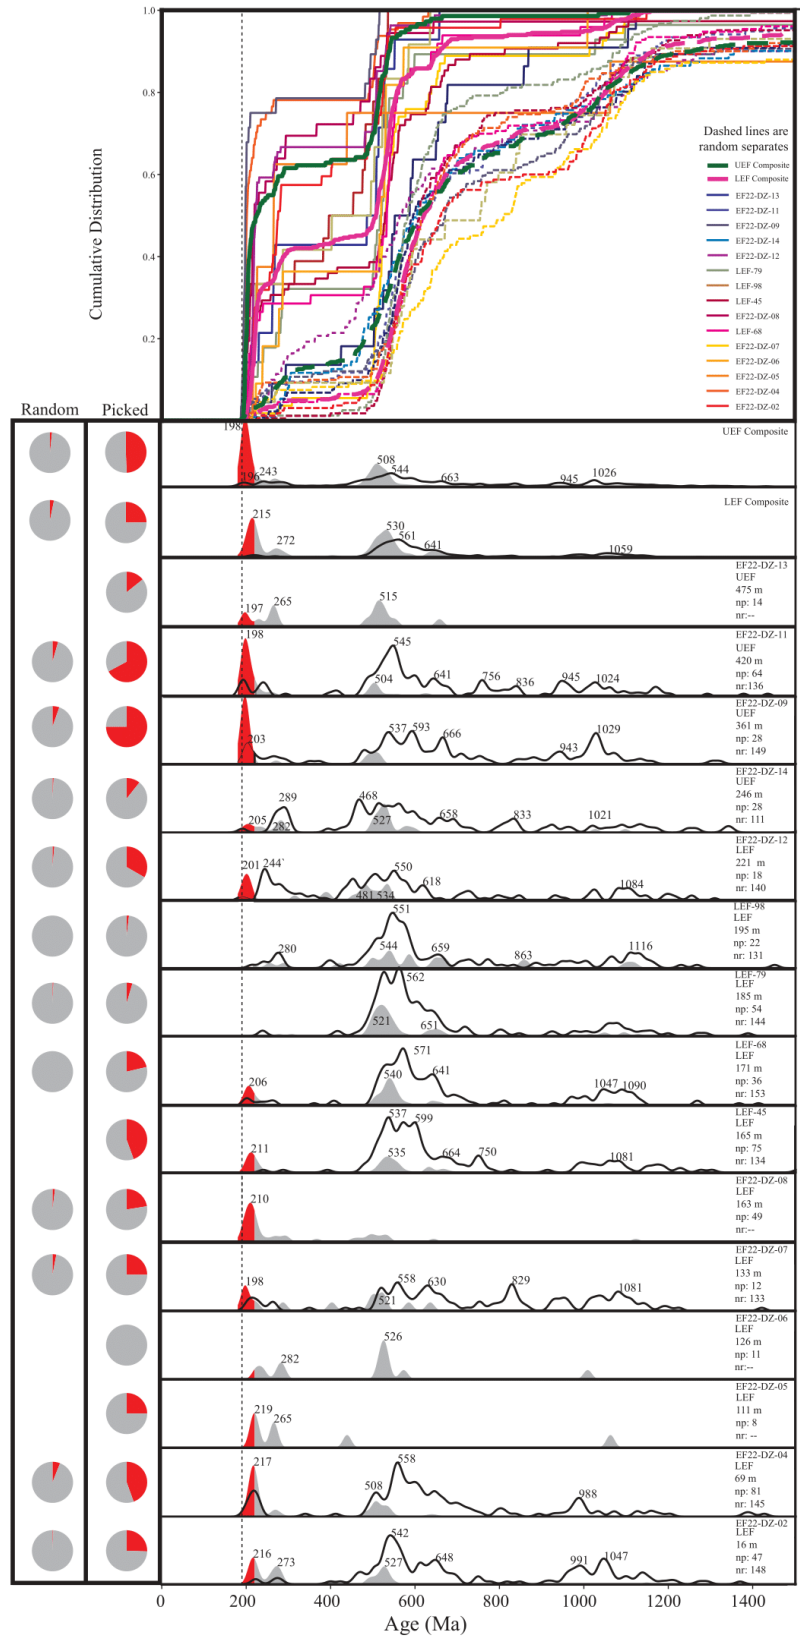 1.0
0.8
0.6
0.4
0.2
Cumulative Distribution
Dashed lines are
random separates
UEF Composite
LEF Composite
EF22-DZ-13
EF22-DZ-11
EF22-DZ-09
EF22-DZ-14
EF22-DZ-12
LEF-79
LEF-98
LEF-45
EF22-DZ-08
LEF-68
EF22-DZ-07
EF22-DZ-06
EF22-DZ-05
EF22-DZ-04
EF22-DZ-02
Random
Picked
198
196
243
508
544
663
945
1026
UEF Composite
215
272
530
561
641
1059
LEF Composite
197
265
515
EF22-DZ-13
UEF
475 m
np: 14
nr:--
198
504
545
641
756
836
945
1024
EF22-DZ-11
UEF
420 m
np: 64
nr:136
203
537
593
666
943
1029
EF22-DZ-09
UEF
361 m
np: 28
nr: 149
205
282
289
468
527
658
833
1021
EF22-DZ-14
UEF
246 m
np: 28
nr: 111
201
244`
481
534
550
618
1084
EF22-DZ-12
LEF
221 m
np: 18
nr: 140
280
544
551
659
863
1116
LEF-98
LEF
195 m
np: 22
nr: 131
521
562
651
LEF-79
LEF
185 m
np: 54
nr: 144
206
540
571
641
1047
1090
LEF-68
LEF
171 m
np: 36
nr: 153
211
535
537
599
664
750
1081
LEF-45
LEF
165 m
np: 75
nr: 134
210
EF22-DZ-08
LEF
163 m
np: 49
nr:--
198
521
558
630
829
1081
EF22-DZ-07
LEF
133 m
np: 12
nr: 133
282
526
EF22-DZ-06
LEF
126 m
np: 11
nr:--
219
265
EF22-DZ-05
LEF
111 m
np: 8
nr: --
217
508
558
988
EF22-DZ-04
LEF
69 m
np: 81
nr: 145
216
273
527
542
648
991
1047
EF22-DZ-02
LEF
16 m
np: 47
nr: 148
0
200
400
600
800
1000
1200
1400
Age (Ma)